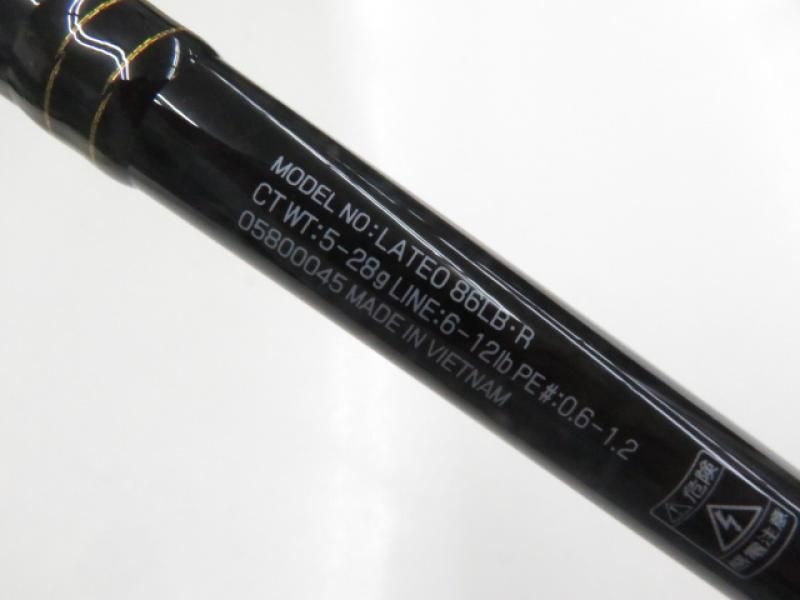 MODEL NO:LATEO 86LB·R
CT WT:5-28g LINE:6-12lb PE#:0.6-1.2
05800045 MADE IN VIETNAM
危険
感電注意